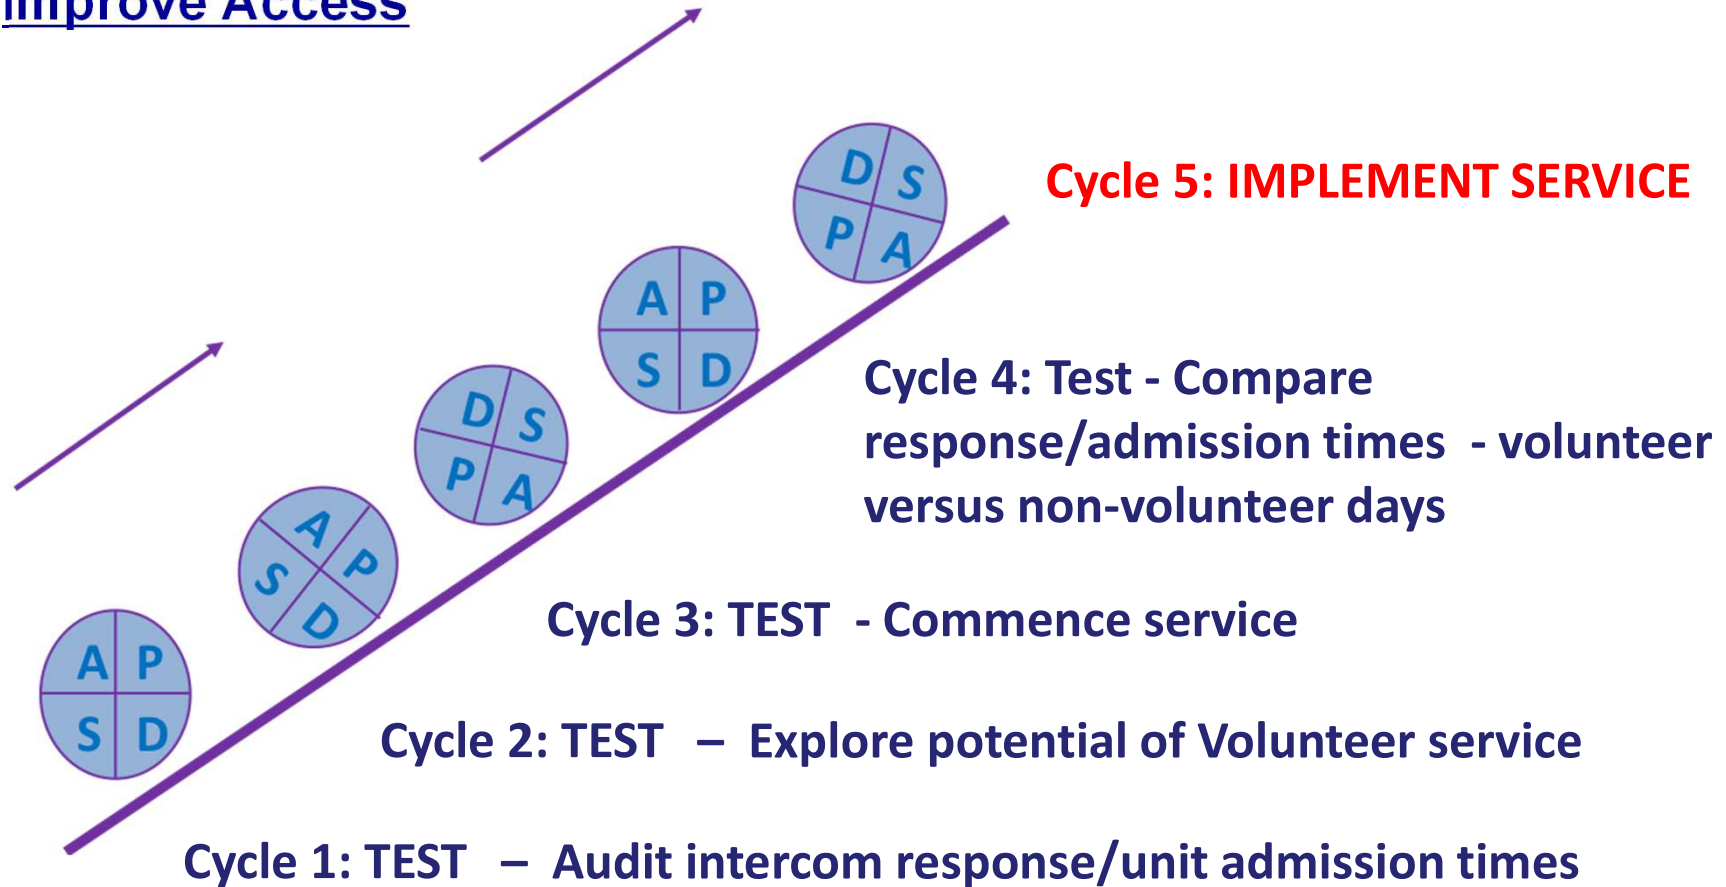 Improve Access
D S
P A
Cycle 5: IMPLEMENT SERVICE
A P
S D
Cycle 4: Test - Compare
response/admission times - volunteer
versus non-volunteer days
D S
P A
A P
S D
Cycle 3: TEST - Commence service
A P
S D
Cycle 2: TEST – Explore potential of Volunteer service
Cycle 1: TEST – Audit intercom response/unit admission times